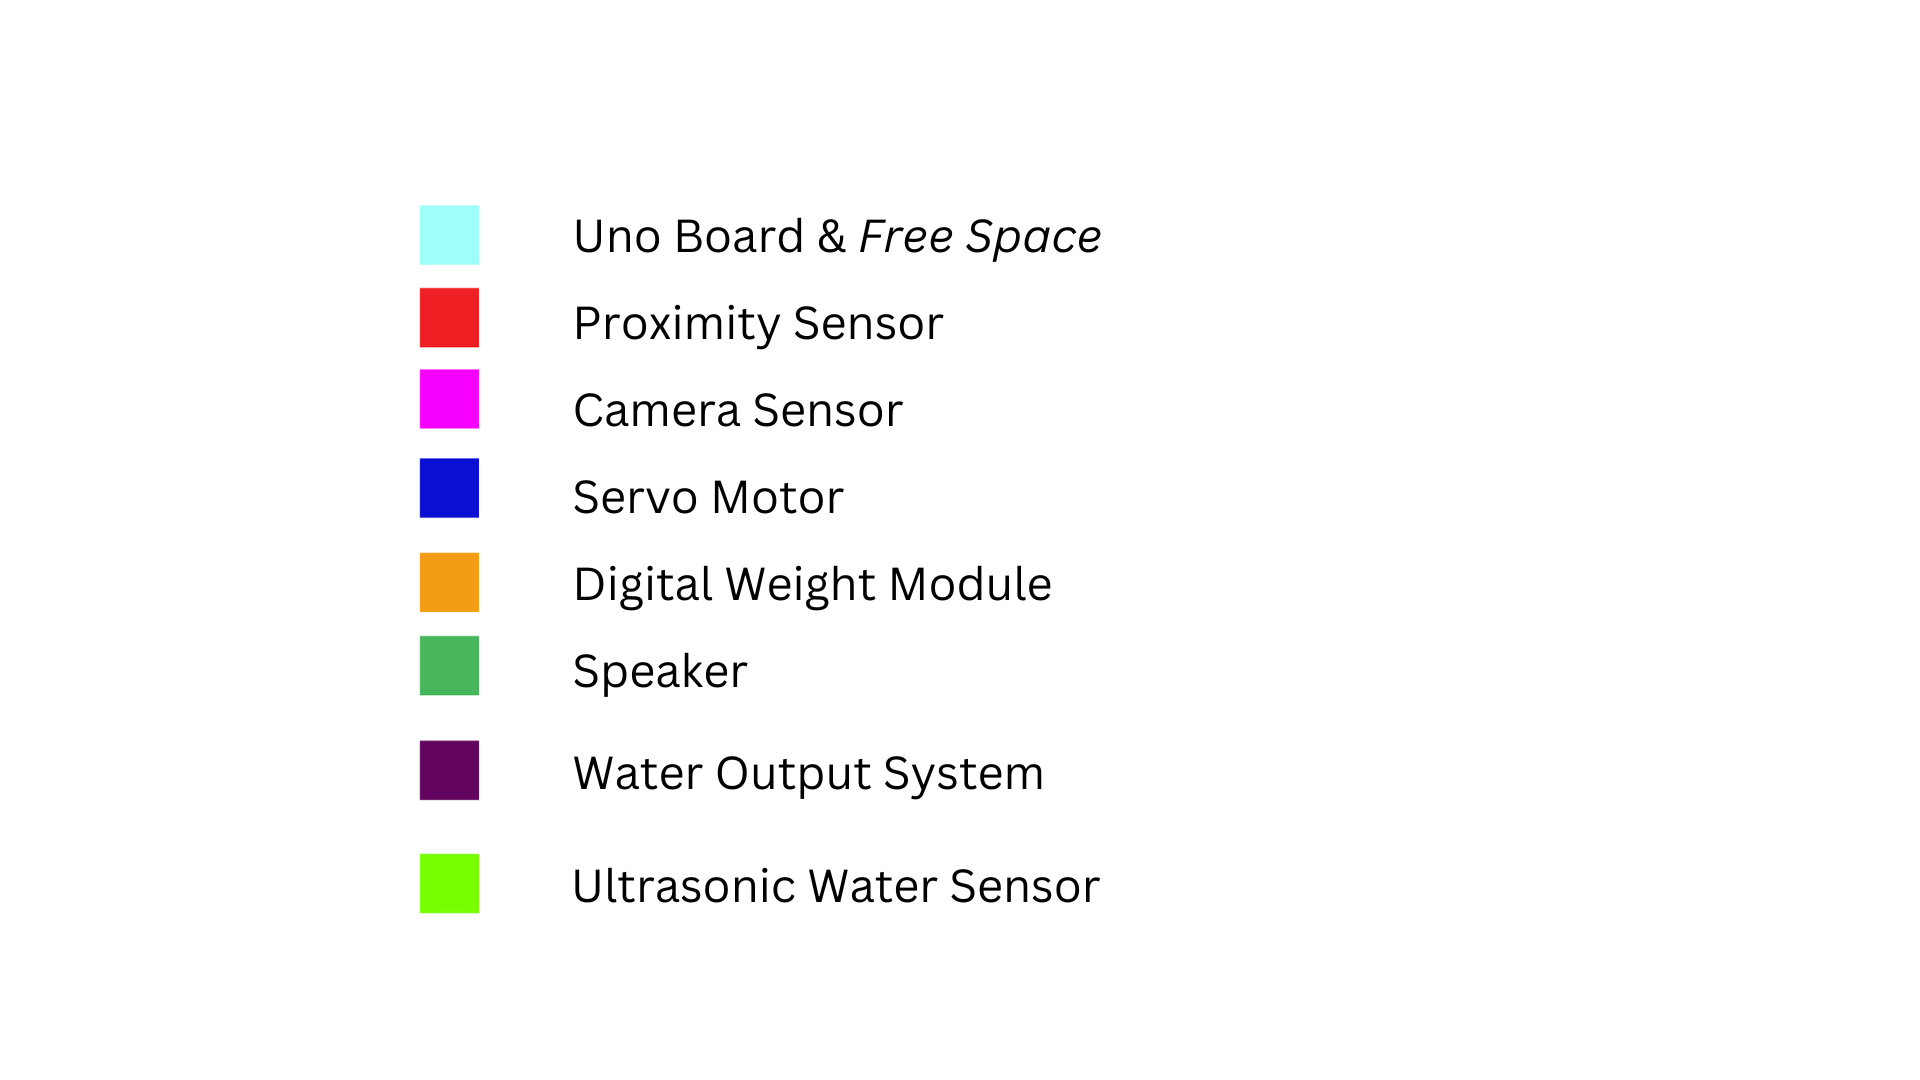 Uno Board & Free Space
Proximity Sensor
Camera Sensor
Servo Motor
Digital Weight Module
Speaker
Water Output System
Ultrasonic Water Sensor